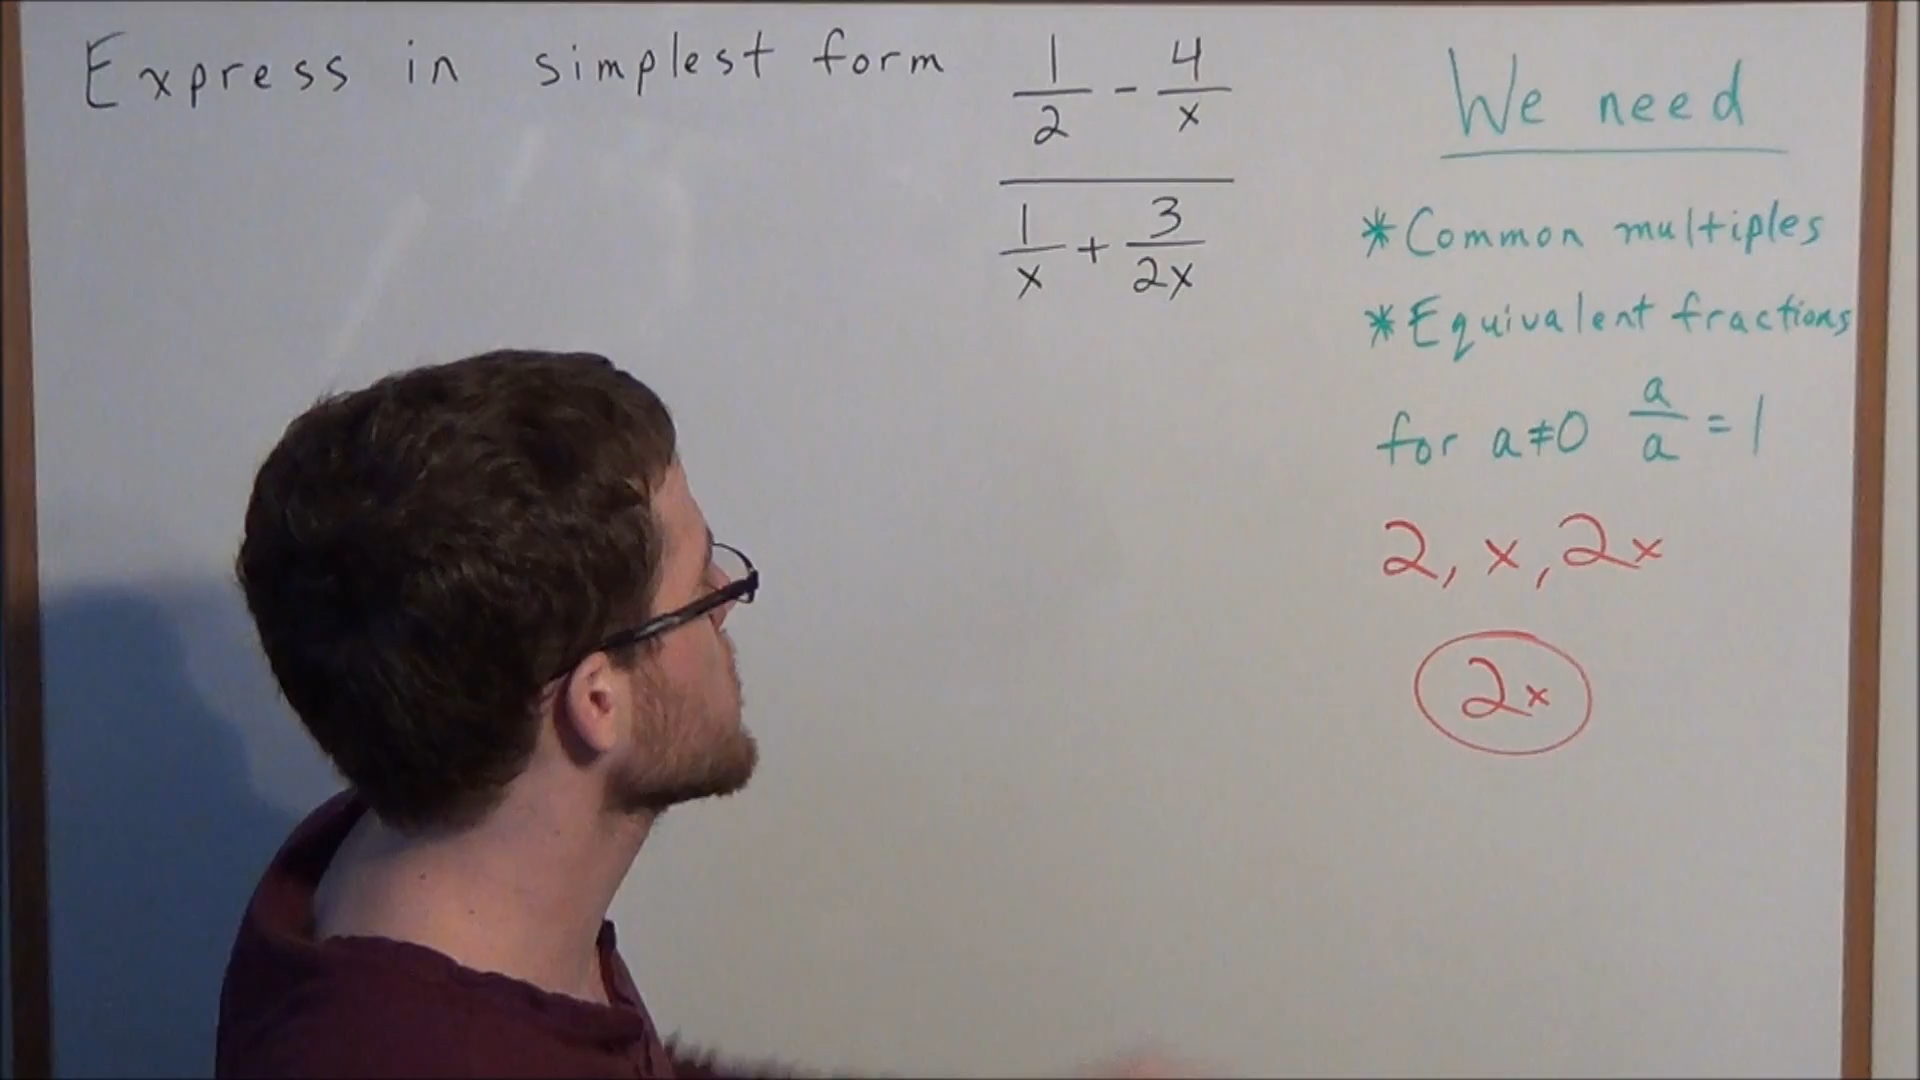 Express in simplest form
1/2 - 4/x
1/x + 3/2x
We need
*Common multiples
*Equivalent fractions
for a≠0 a/a = 1
2, x, 2x
2x